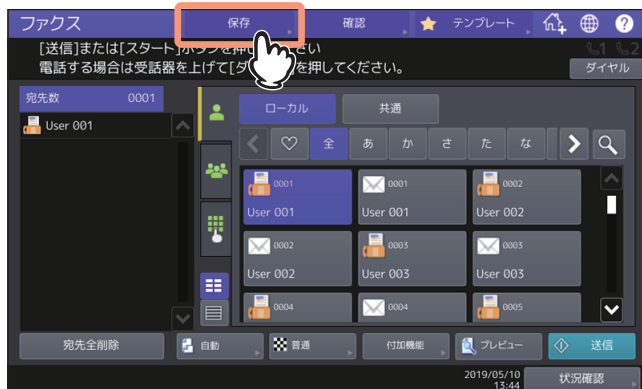 ファクス 保存 確認 テンプレート ?
[送信]または[スタート]ボタンを押 ださい
電話する場合は受話器を上げて[ダ を押してください。
1 2
ダイヤル
宛先数 0001
User 001
ローカル 共通
全 あ か さ た な
0001 0001 0002
User 001 User 001 User 002
0002 0003 0003
User 002 User 003 User 003
0004 0004 0005
宛先全削除 自動 普通 付加機能 プレビュー 送信
2019/05/10
13:44
状況確認